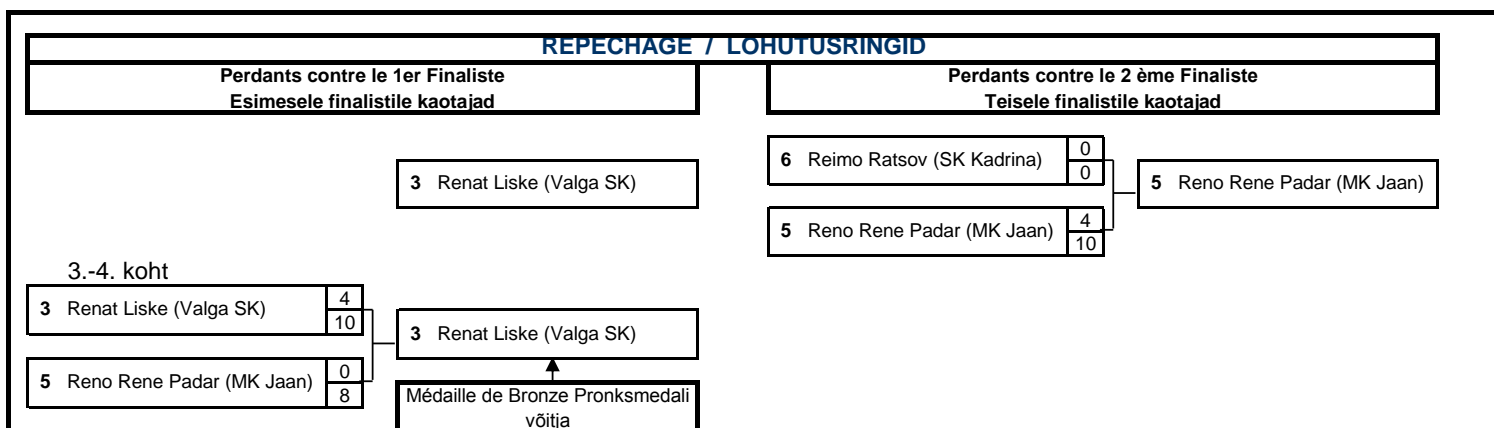 REPECHAGE / LOHUTUSRINGID
Perdants contre le 1er Finaliste
Esimesele finalistile kaotajad
Perdants contre le 2 ème Finaliste
Teisele finalistile kaotajad
3 Renat Liske (Valga SK)
6 Reimo Ratsov (SK Kadrina)
0
0
5 Reno Rene Padar (MK Jaan)
5 Reno Rene Padar (MK Jaan)
4
10
3.-4. koht
3 Renat Liske (Valga SK)
4
10
3 Renat Liske (Valga SK)
5 Reno Rene Padar (MK Jaan)
0
8
Médaille de Bronze Pronksmedali
võitja